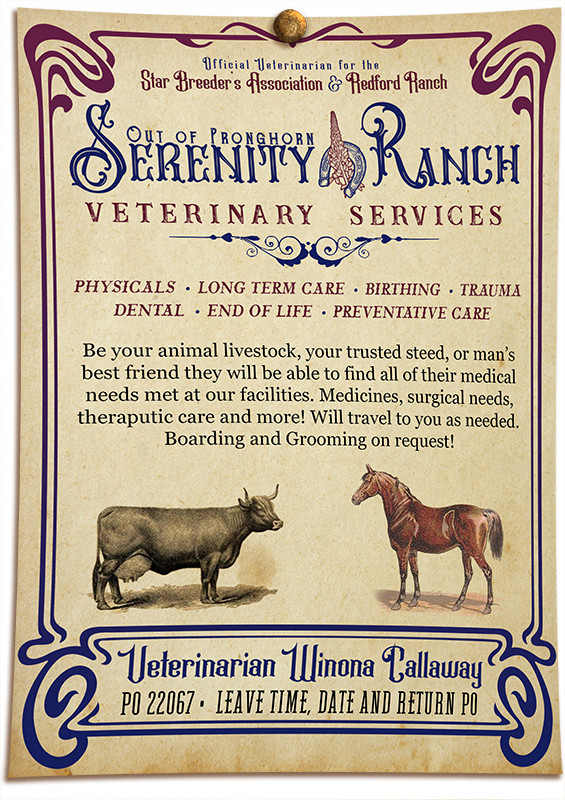 Official Veterinarian for the
Star Breeder's Association & Redford Ranch
Out of Pronghorn
Serenity Ranch
VETERINARY SERVICES
PHYSICALS • LONG TERM CARE • BIRTHING • TRAUMA
DENTAL • END OF LIFE • PREVENTATIVE CARE
Be your animal livestock, your trusted steed, or man's
best friend they will be able to find all of their medical
needs met at our facilities. Medicines, surgical needs,
theraputic care and more! Will travel to you as needed.
Boarding and Grooming on request!
Veterinarian Winona Callaway
PO 22067 • LEAVE TIME, DATE AND RETURN PO